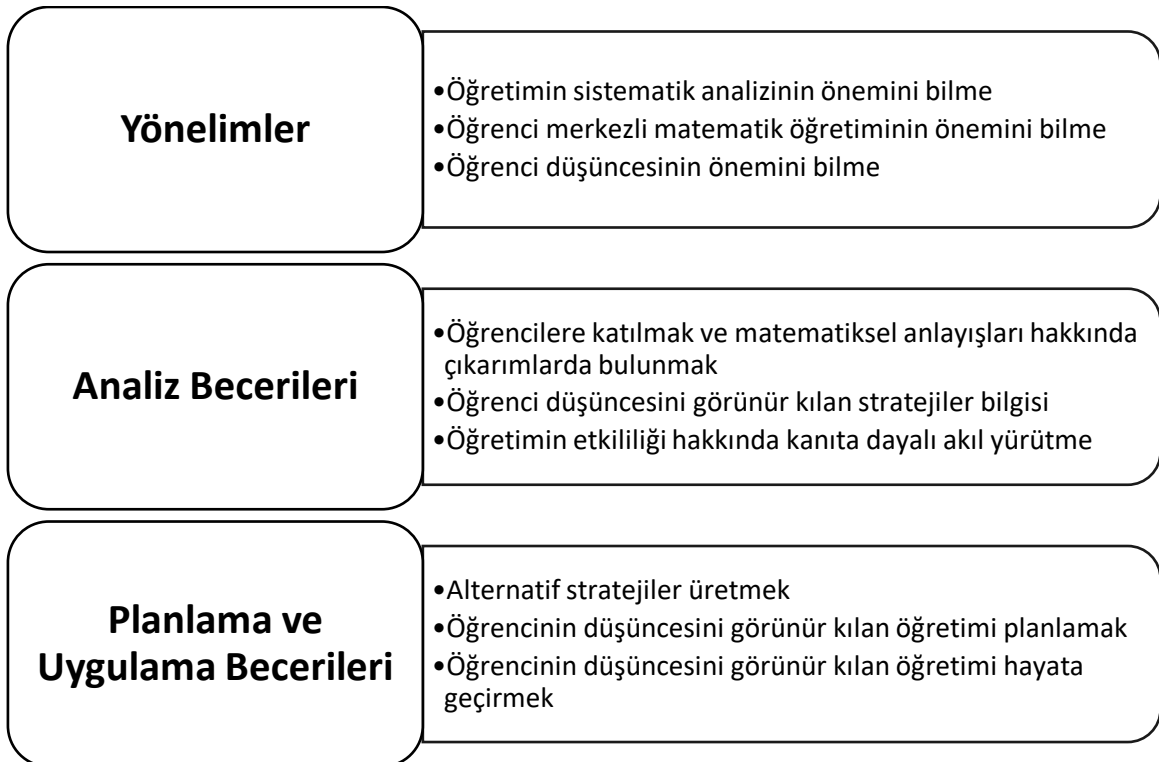 Yönelimler
•Öğretimin sistematik analizinin önemini bilme
•Öğrenci merkezli matematik öğretiminin önemini bilme
•Öğrenci düşüncesinin önemini bilme
Analiz Becerileri
•Öğrencilere katılmak ve matematiksel anlayışları hakkında
çıkarımlarda bulunmak
•Öğrenci düşüncesini görünür kılan stratejiler bilgisi
•Öğretimin etkililiği hakkında kanıta dayalı akıl yürütme
Planlama ve
Uygulama Becerileri
•Alternatif stratejiler üretmek
•Öğrencinin düşüncesini görünür kılan öğretimi planlamak
•Öğrencinin düşüncesini görünür kılan öğretimi hayata
geçirmek